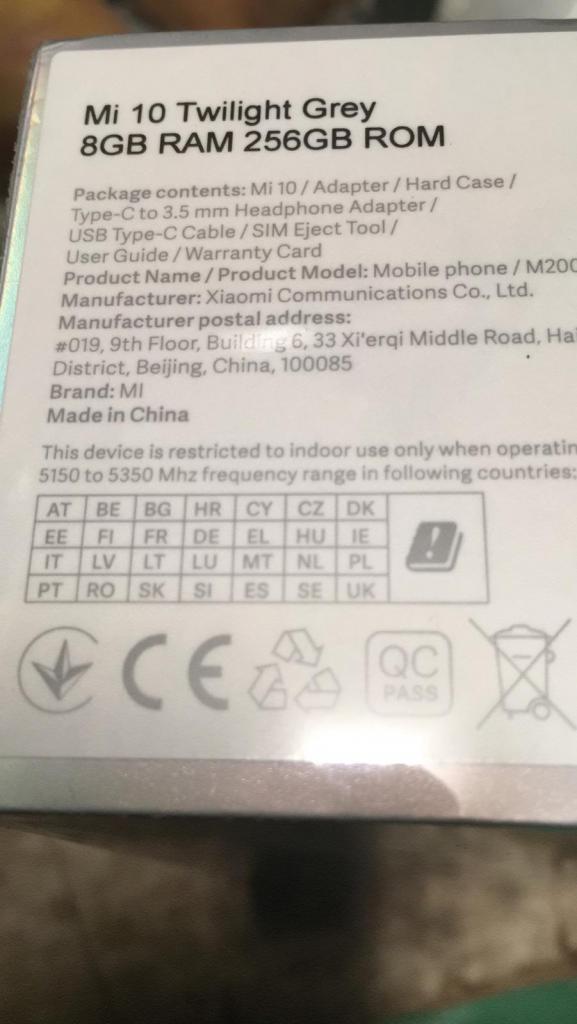 Mi 10 Twilight Grey
8GB RAM 256GB ROM
Package contents: Mi 10 / Adapter / Hard Case /
Type-C to 3.5 mm Headphone Adapter /
USB Type-C Cable / SIM Eject Tool /
User Guide / Warranty Card
Product Name / Product Model: Mobile phone / M200
Manufacturer: Xiaomi Communications Co., Ltd.
Manufacturer postal address:
#019, 9th Floor, Building 6, 33 Xi'erqi Middle Road, Hai
District, Beijing, China, 100085
Brand: MI
Made in China
This device is restricted to indoor use only when operatin
5150 to 5350 Mhz frequency range in following countries:
AT BE BG HR CY CZ DK
EE FI FR DE EL HU IE
IT LV LT LU MT NL PL
PT RO SK SI ES SE UK
CE
QC
PASS